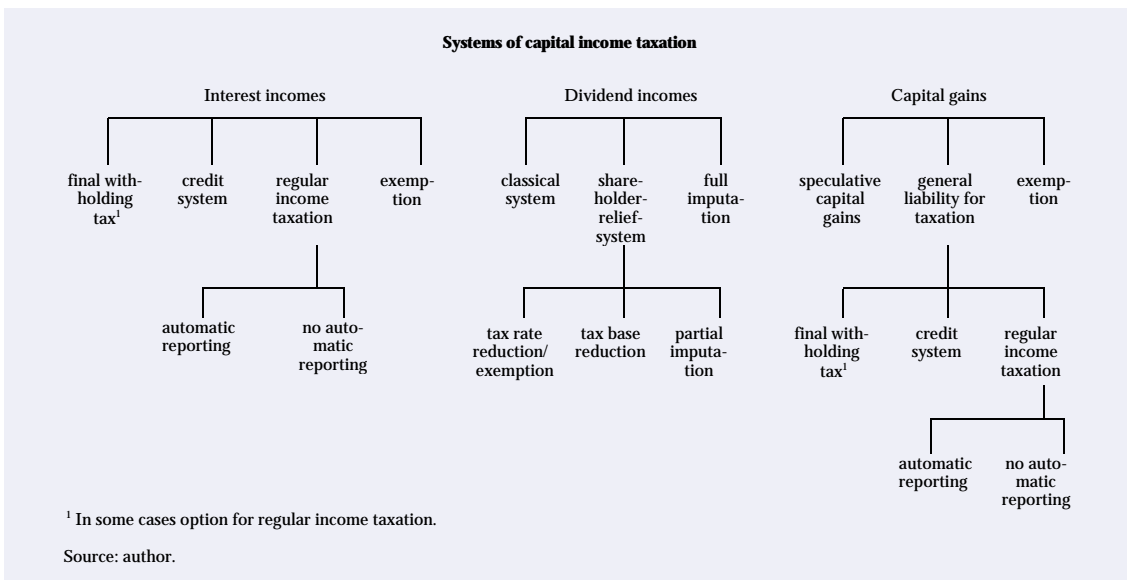 Systems of capital income taxation
Interest incomes
final with-
holding
tax¹
credit
system
regular
income
taxation
exemp-
tion
automatic
reporting
no auto-
matic
reporting
Dividend incomes
classical
system
share-
holder-
relief-
system
full
imputa-
tion
tax rate
reduction/
exemption
tax base
reduction
partial
imputa-
tion
Capital gains
speculative
capital
gains
general
liability for
taxation
exemp-
tion
final with-
holding
tax¹
credit
system
regular
income
taxation
automatic
reporting
no auto-
matic
reporting
¹ In some cases option for regular income taxation.
Source: author.